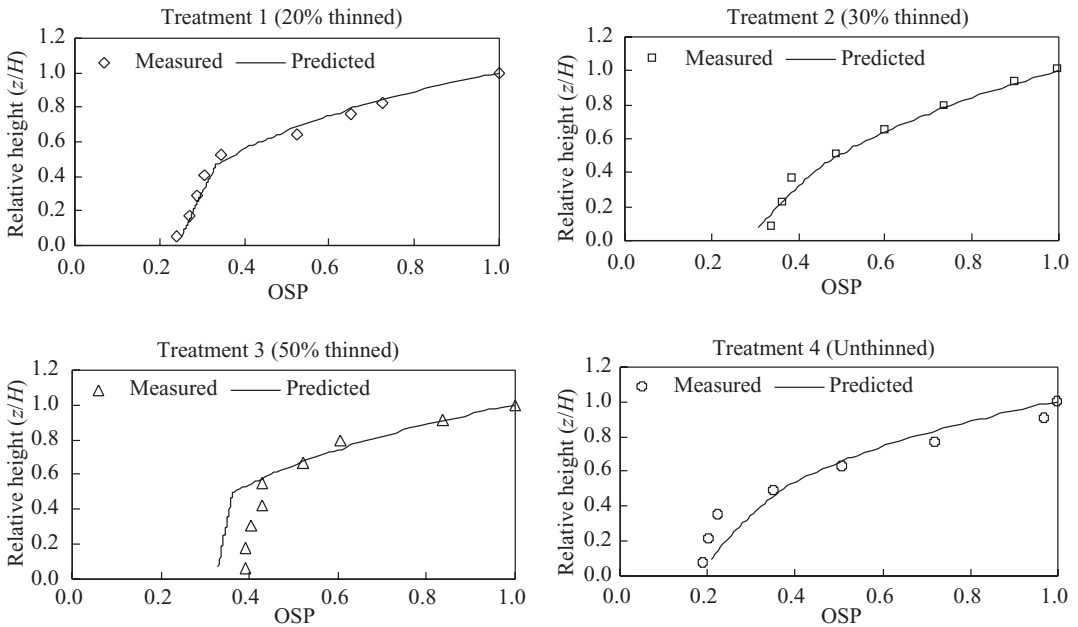 Treatment 1 (20% thinned)
Relative height (z/H)
1.2
1.0
0.8
0.6
0.4
0.2
0.0
Measured Predicted
0.0 0.2 0.4 0.6 0.8 1.0
OSP
Treatment 2 (30% thinned)
Relative height (z/H)
1.2
1.0
0.8
0.6
0.4
0.2
0.0
Measured Predicted
0.0 0.2 0.4 0.6 0.8 1.0
OSP
Treatment 3 (50% thinned)
Relative height (z/H)
1.2
1.0
0.8
0.6
0.4
0.2
0.0
Measured Predicted
0.0 0.2 0.4 0.6 0.8 1.0
OSP
Treatment 4 (Unthinned)
Relative height (z/H)
1.2
1.0
0.8
0.6
0.4
0.2
0.0
Measured Predicted
0.0 0.2 0.4 0.6 0.8 1.0
OSP